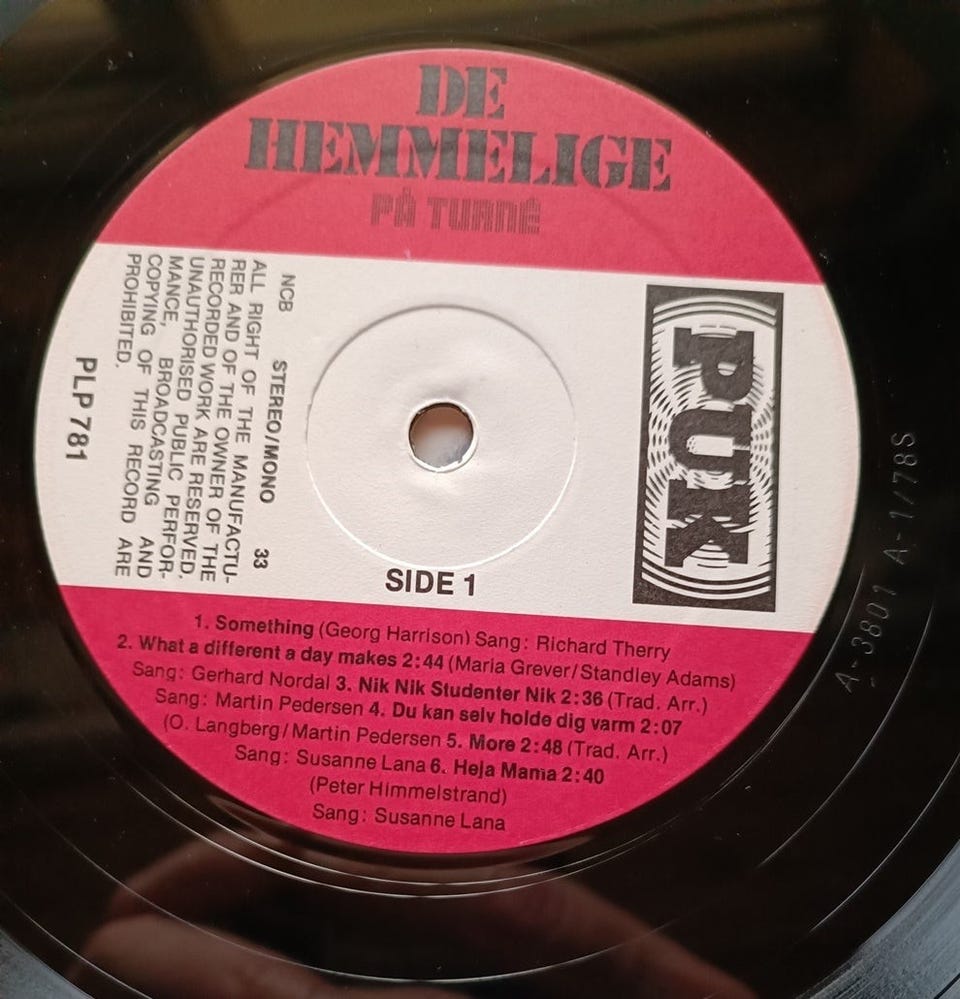 DE
HEMMELIGE
PÅ TURNÉ
PUK
NCB STEREO/MONO 33
ALL RIGHT OF THE MANUFACTU-
RER AND OF THE OWNER OF THE
RECORDED WORK ARE RESERVED.
UNAUTHORISED PUBLIC PERFOR-
MANCE, BROADCASTING AND
COPYING OF THIS RECORD ARE
PROHIBITED.
PLP 781
SIDE 1
1. Something (Georg Harrison) Sang: Richard Therry
2. What a different a day makes 2:44 (Maria Grever/Standley Adams)
Sang: Gerhard Nordal 3. Nik Nik Studenter Nik 2:36 (Trad. Arr.)
Sang: Martin Pedersen 4. Du kan selv holde dig varm 2:07
(O. Langberg/Martin Pedersen 5. More 2:48 (Trad. Arr.)
Sang: Susanne Lana 6. Heja Mama 2:40
(Peter Himmelstrand)
Sang: Susanne Lana
A-3801 A-1/78S